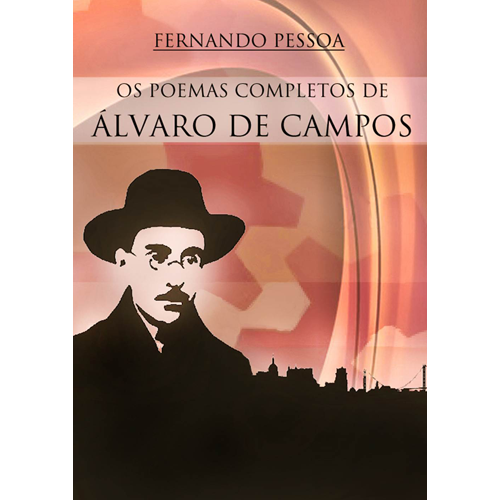 FERNANDO PESSOA
OS POEMAS COMPLETOS DE
ÁLVARO DE CAMPOS